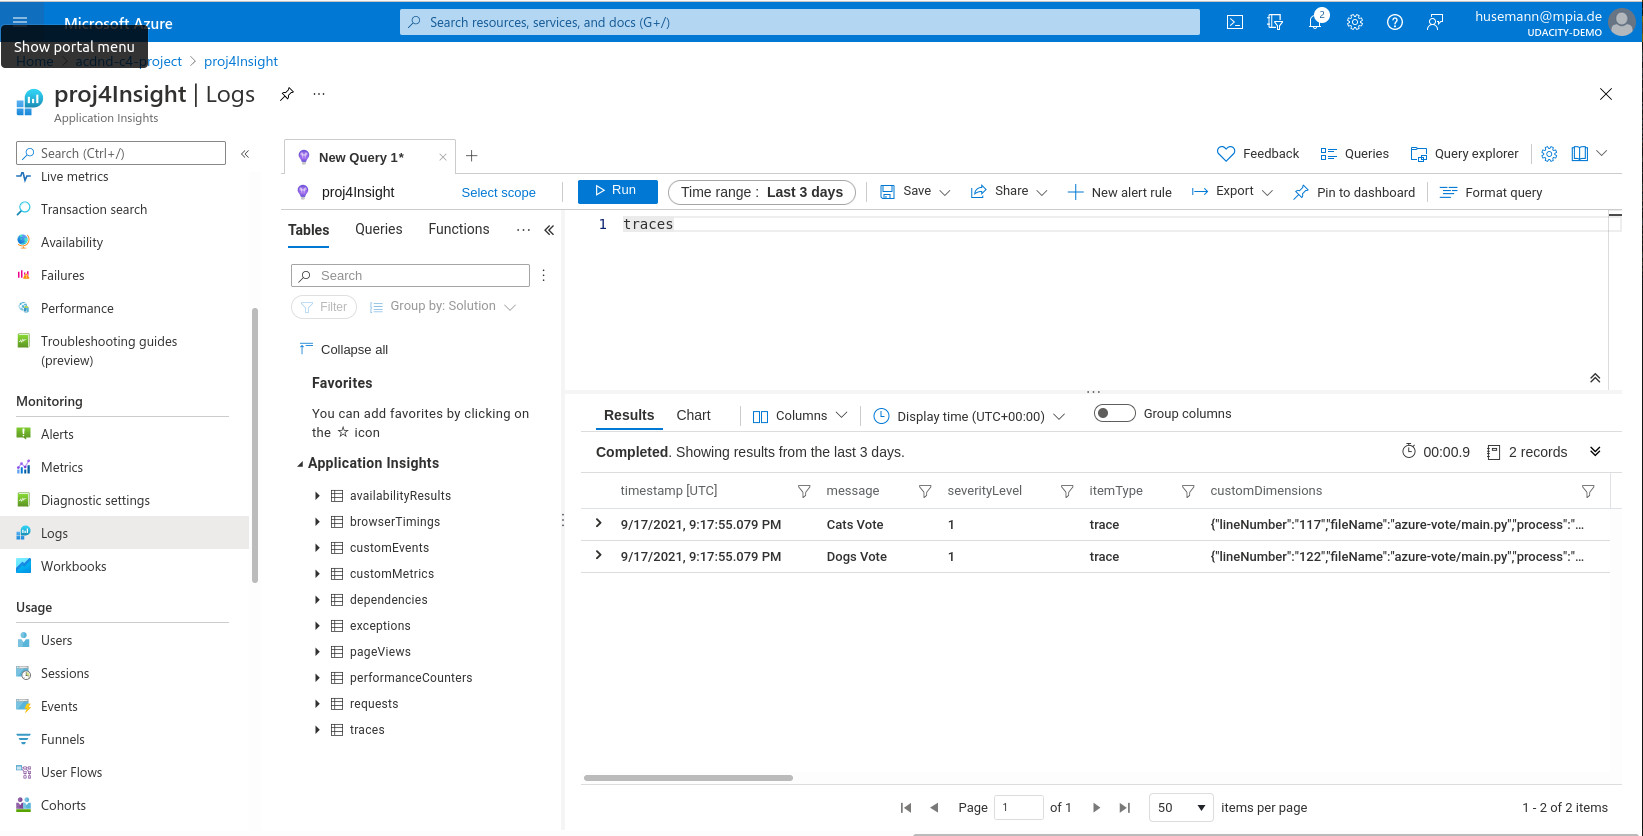 Microsoft Azure
Search resources, services, and docs (G+/)
2
husemann@mpia.de
UDACITY-DEMO
Show portal menu
Home > acdnd-c4-project > proj4Insight
proj4Insight | Logs
...
Application Insights
Search (Ctrl+/)
«
Live metrics
Transaction search
Availability
Failures
Performance
Troubleshooting guides
(preview)
Monitoring
Alerts
Metrics
Diagnostic settings
Logs
Workbooks
Usage
Users
Sessions
Events
Funnels
User Flows
Cohorts
New Query 1*
Feedback
Queries
Query explorer
proj4Insight
Select scope
Run
Time range : Last 3 days
Save
Share
New alert rule
Export
Pin to dashboard
Format query
Tables
Queries
Functions
...
«
Search
Filter
Group by: Solution
Collapse all
Favorites
You can add favorites by clicking on
the ☆ icon
Application Insights
availabilityResults
browserTimings
customEvents
customMetrics
dependencies
exceptions
pageViews
performanceCounters
requests
traces
1 traces
Results
Chart
Columns
Display time (UTC+00:00)
Group columns
Completed. Showing results from the last 3 days.
00:00.9
2 records
timestamp [UTC] message severityLevel itemType customDimensions
9/17/2021, 9:17:55.079 PM Cats Vote 1 trace {"lineNumber":"117","fileName":"azure-vote/main.py","process":"...
9/17/2021, 9:17:55.079 PM Dogs Vote 1 trace {"lineNumber":"122","fileName":"azure-vote/main.py","process":"...
Page 1 of 1
50 items per page
1 - 2 of 2 items